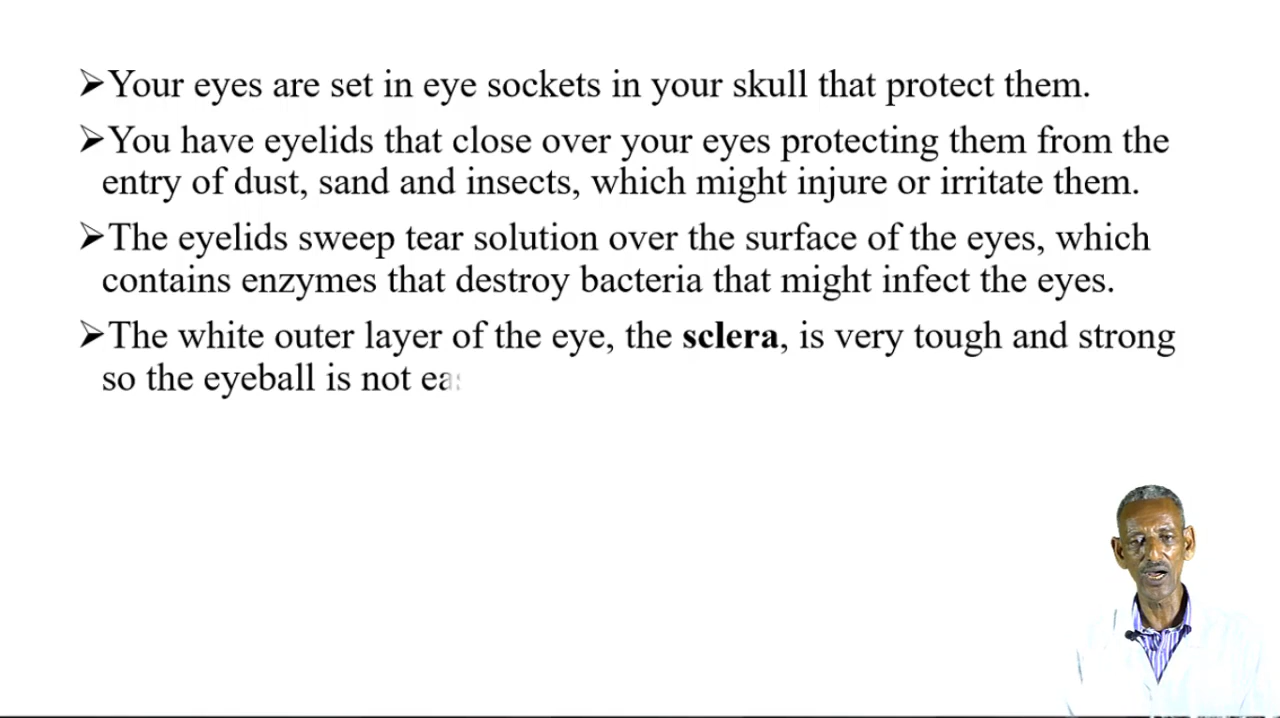 ➢Your eyes are set in eye sockets in your skull that protect them.
➢You have eyelids that close over your eyes protecting them from the
entry of dust, sand and insects, which might injure or irritate them.
➢The eyelids sweep tear solution over the surface of the eyes, which
contains enzymes that destroy bacteria that might infect the eyes.
➢The white outer layer of the eye, the sclera, is very tough and strong
so the eyeball is not